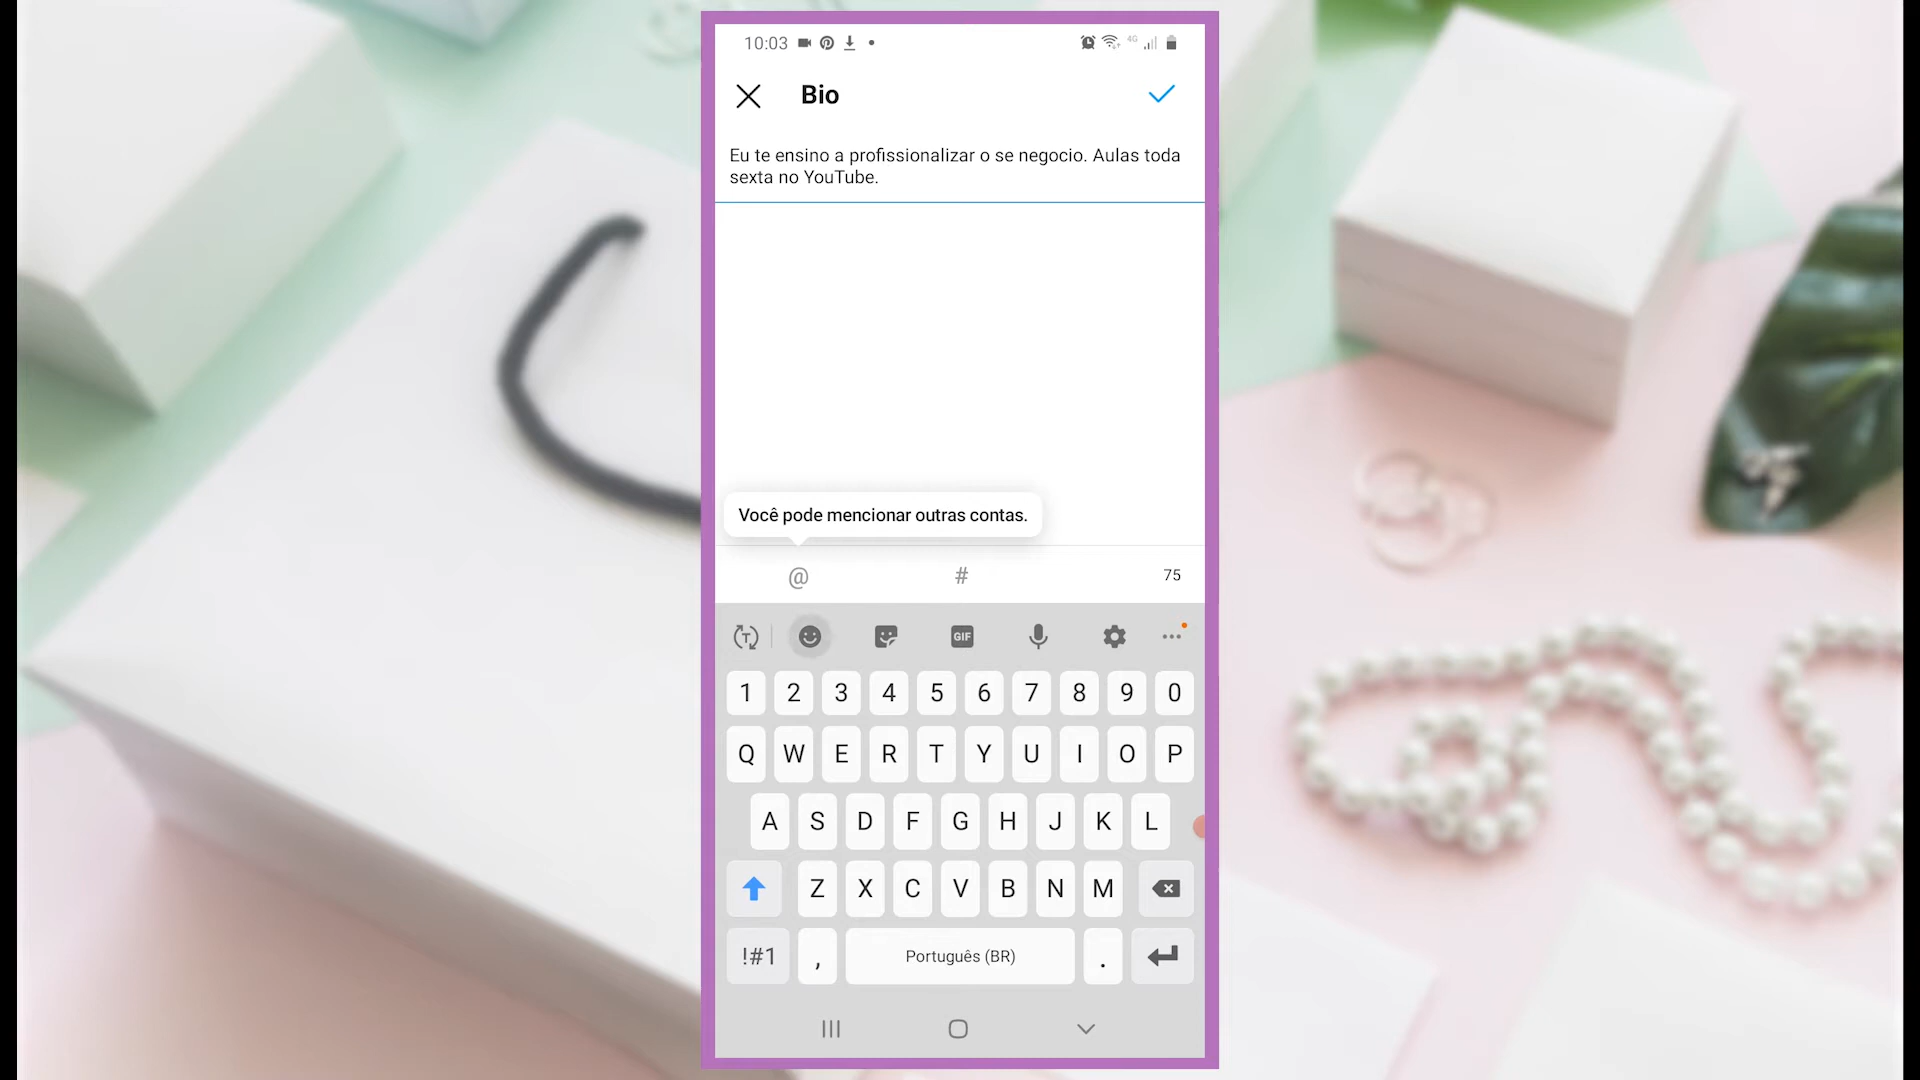 10:03
4G
Bio
Eu te ensino a profissionalizar o se negocio. Aulas toda
sexta no YouTube.
Você pode mencionar outras contas.
@ # 75
T GIF
1 2 3 4 5 6 7 8 9 0
Q W E R T Y U I O P
A S D F G H J K L
Z X C V B N M
!#1 , Português (BR) .